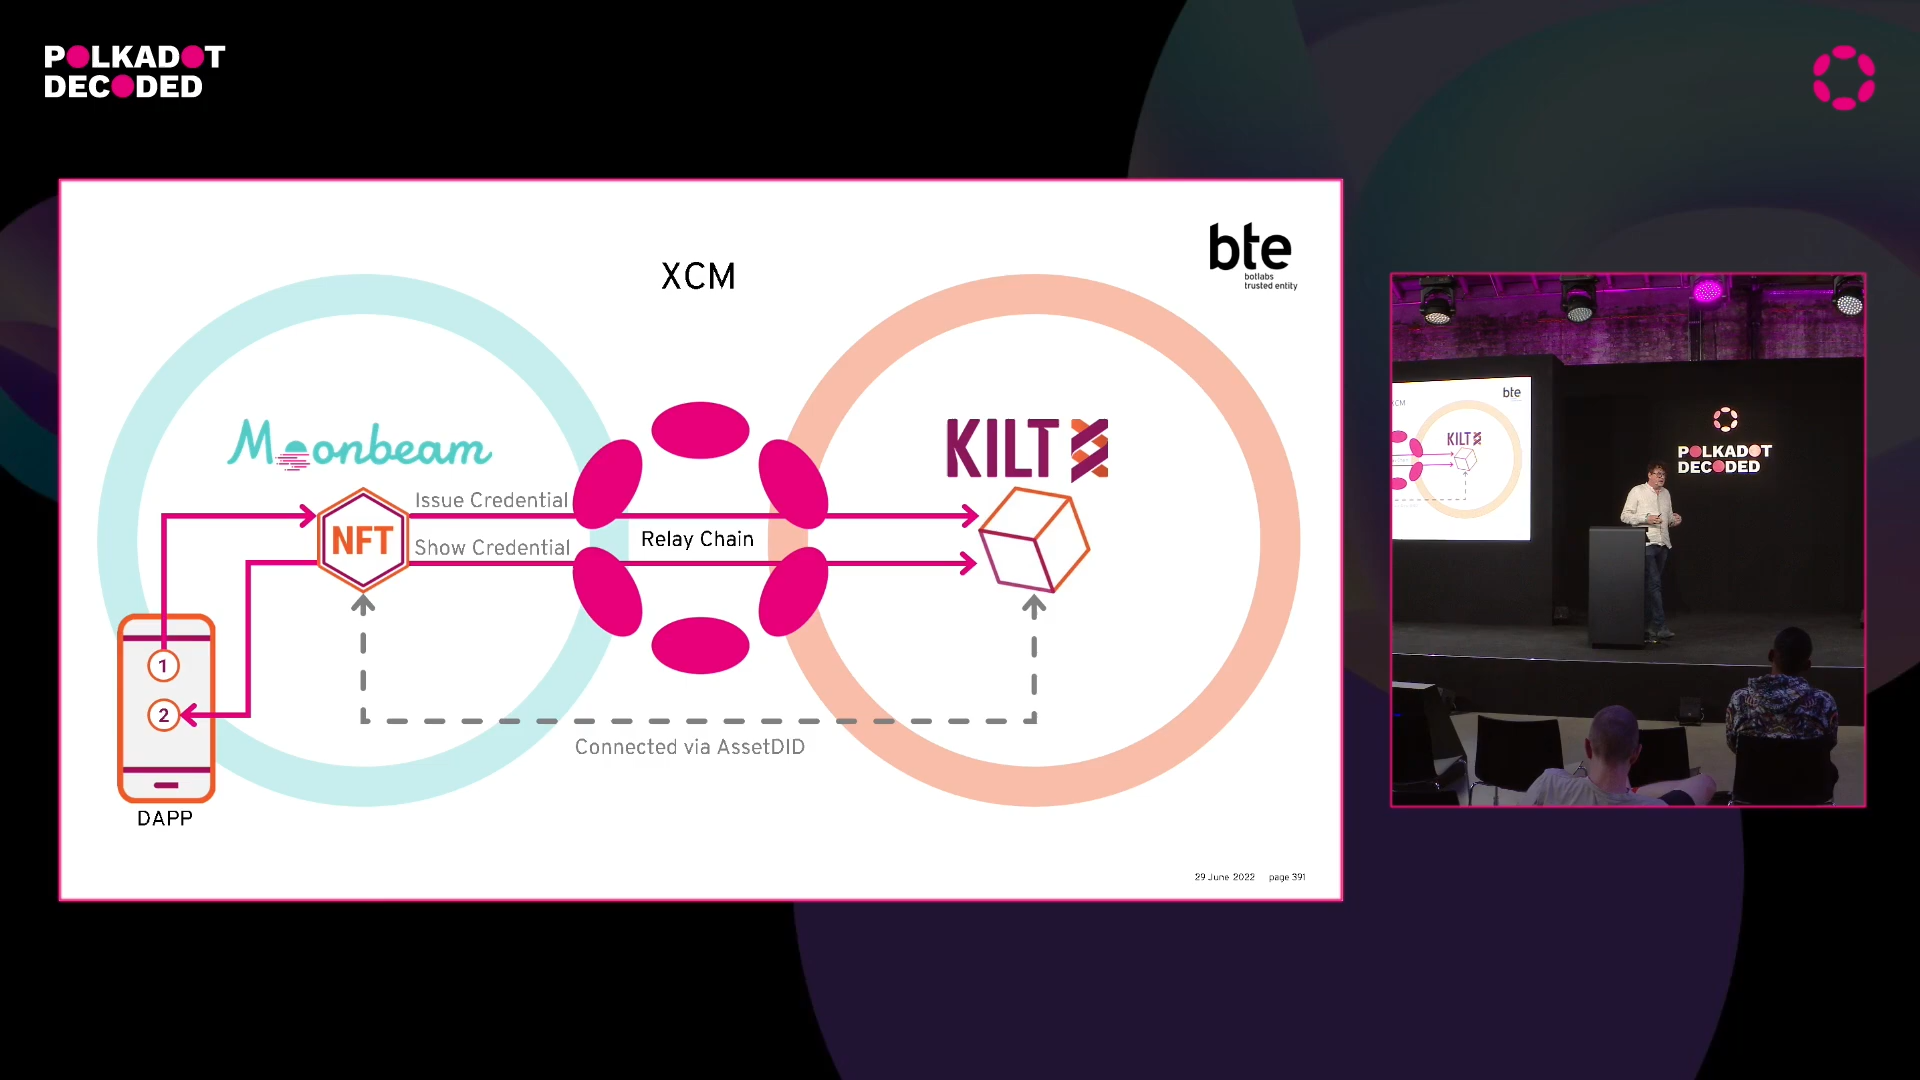 POLKADOT
DECODED
XCM
bte
botlabs
trusted entity
Moonbeam
KILT
NFT
Issue Credential
Show Credential
Relay Chain
1
2
Connected via AssetDID
DAPP
29 June 2022 page 391
bte
XCM
KILT
POLKADOT
DECODED